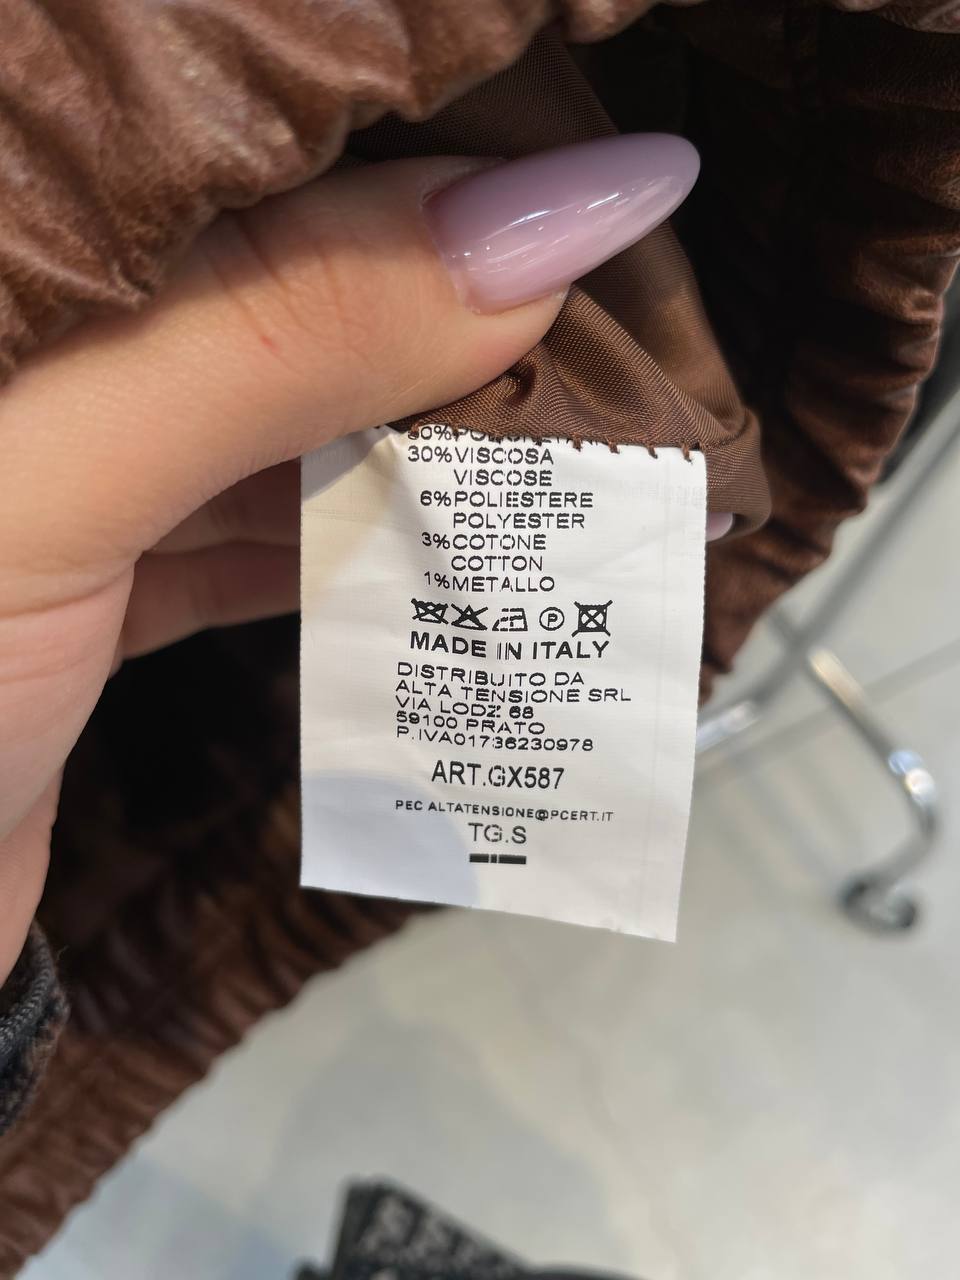 30%VISCOSA
VISCOSE
6%POLIESTERE
POLYESTER
3%COTONE
COTTON
1%METALLO
P
MADE IN ITALY
DISTRIBUITO DA
ALTA TENSIONE SRL
VIA LODZ 68
59100 PRATO
P.IVA01736230978
ART.GX587
PEC ALTATENSIONE@PCERT.IT
TG.S